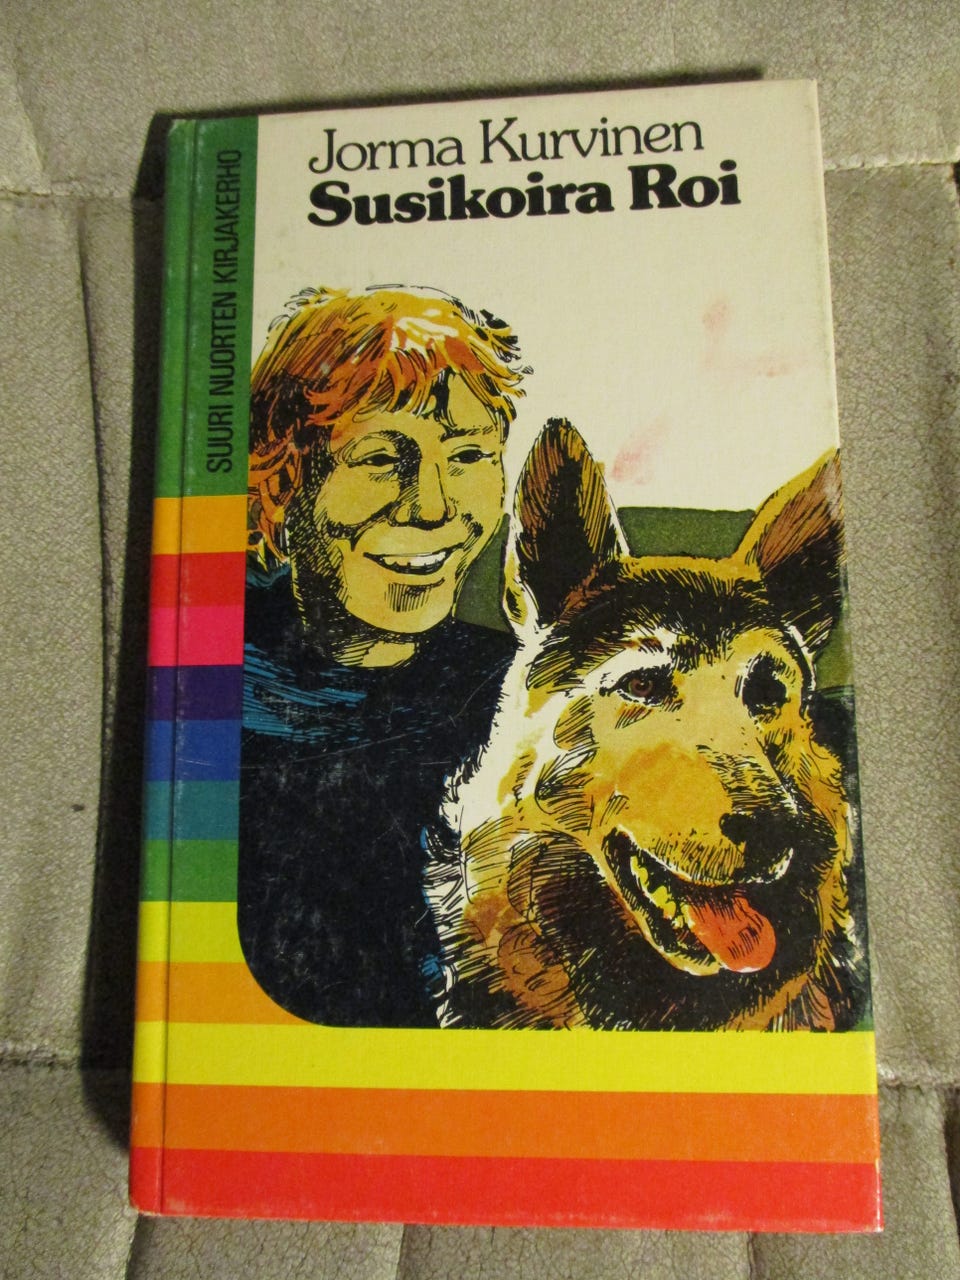 Jorma Kurvinen
Susikoira Roi
SUURI NUORTEN KIRJAKERHO